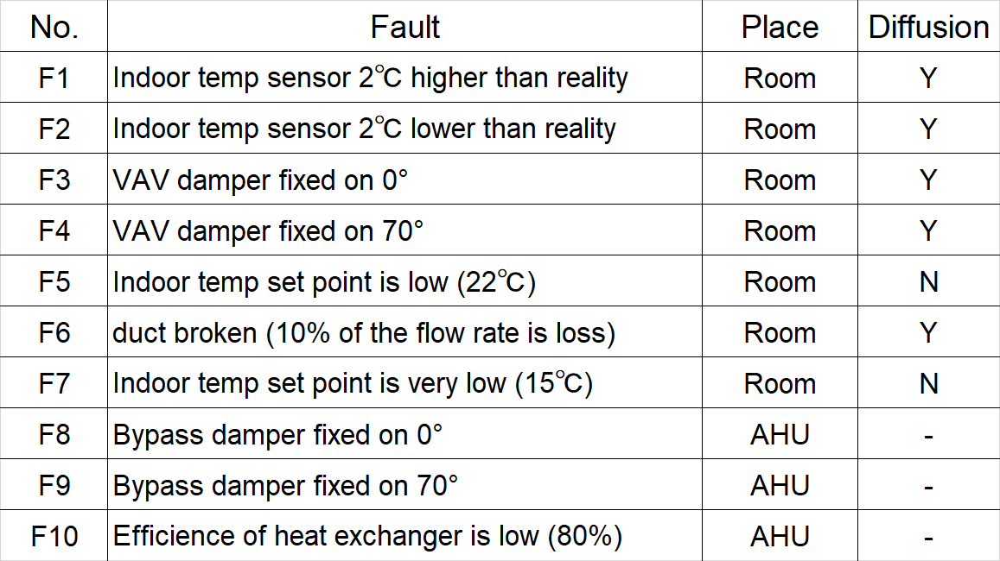 No. Fault Place Diffusion
F1 Indoor temp sensor 2℃ higher than reality Room Y
F2 Indoor temp sensor 2℃ lower than reality Room Y
F3 VAV damper fixed on 0° Room Y
F4 VAV damper fixed on 70° Room Y
F5 Indoor temp set point is low (22℃) Room N
F6 duct broken (10% of the flow rate is loss) Room Y
F7 Indoor temp set point is very low (15℃) Room N
F8 Bypass damper fixed on 0° AHU -
F9 Bypass damper fixed on 70° AHU -
F10 Efficience of heat exchanger is low (80%) AHU -